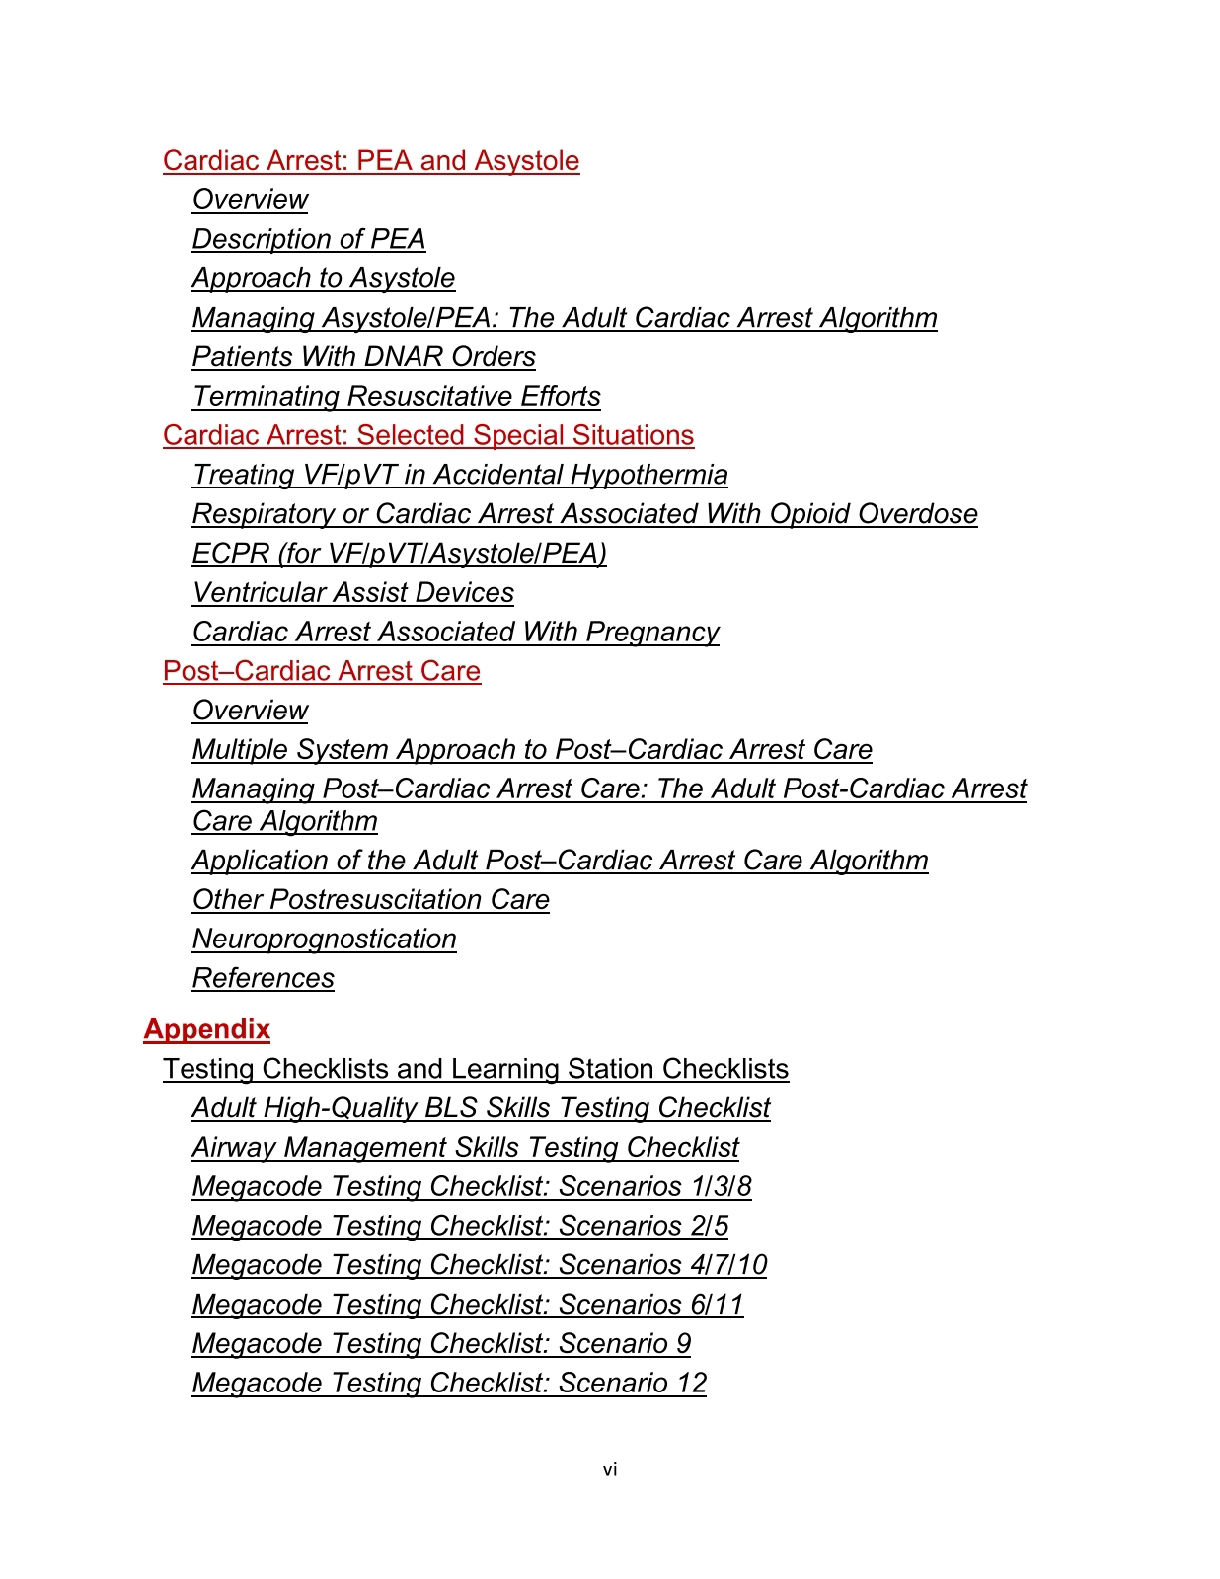 Cardiac Arrest: PEA and Asystole
Overview
Description of PEA
Approach to Asystole
Managing Asystole/PEA: The Adult Cardiac Arrest Algorithm
Patients With DNAR Orders
Terminating Resuscitative Efforts
Cardiac Arrest: Selected Special Situations
Treating VF/pVT in Accidental Hypothermia
Respiratory or Cardiac Arrest Associated With Opioid Overdose
ECPR (for VF/pVT/Asystole/PEA)
Ventricular Assist Devices
Cardiac Arrest Associated With Pregnancy
Post–Cardiac Arrest Care
Overview
Multiple System Approach to Post–Cardiac Arrest Care
Managing Post–Cardiac Arrest Care: The Adult Post-Cardiac Arrest
Care Algorithm
Application of the Adult Post–Cardiac Arrest Care Algorithm
Other Postresuscitation Care
Neuroprognostication
References
Appendix
Testing Checklists and Learning Station Checklists
Adult High-Quality BLS Skills Testing Checklist
Airway Management Skills Testing Checklist
Megacode Testing Checklist: Scenarios 1/3/8
Megacode Testing Checklist: Scenarios 2/5
Megacode Testing Checklist: Scenarios 4/7/10
Megacode Testing Checklist: Scenarios 6/11
Megacode Testing Checklist: Scenario 9
Megacode Testing Checklist: Scenario 12
vi